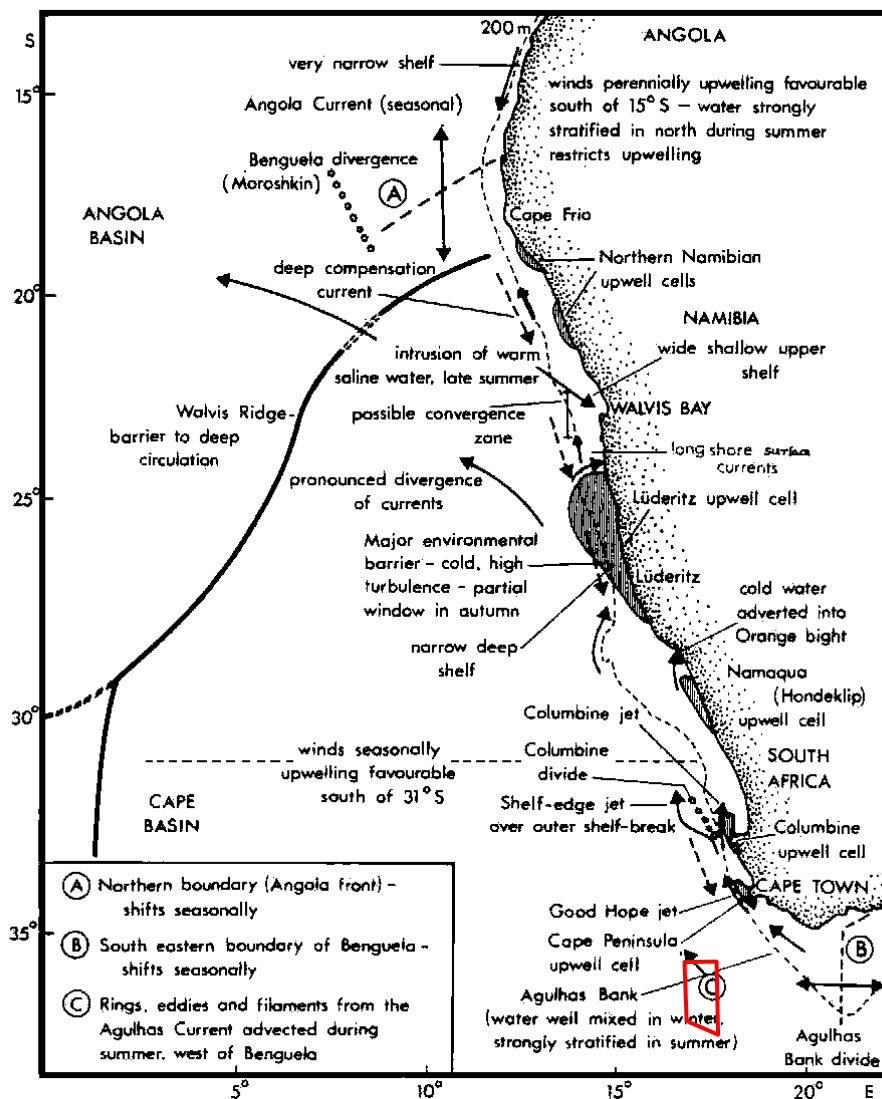 S
200 m
ANGOLA
very narrow shelf
winds perennially upwelling favourable
south of 15° S – water strongly
stratified in north during summer
restricts upwelling
15°
Angola Current (seasonal)
Benguela divergence
(Moroshkin)
A
ANGOLA
BASIN
Cape Frio
deep compensation
current
Northern Namibian
upwell cells
20°
NAMIBIA
intrusion of warm
saline water, late summer
wide shallow upper
shelf
Walvis Ridge
barrier to deep
circulation
possible convergence
zone
WALVIS BAY
long shore surface
currents
pronounced divergence
of currents
25°
Lüderitz upwell cell
Major environmental
barrier – cold, high
turbulence – partial
window in autumn
Lüderitz
cold water
adverted into
Orange bight
narrow deep
shelf
Namaqua
(Hondeklip)
upwell cell
30°
Columbine jet
winds seasonally
upwelling favourable
south of 31° S
Columbine
divide
SOUTH
AFRICA
CAPE
BASIN
Shelf-edge jet
over outer shelf-break
Columbine
upwell cell
A Northern boundary (Angola front) –
shifts seasonally
B South eastern boundary of Benguela –
shifts seasonally
C Rings, eddies and filaments from the
Agulhas Current advected during
summer, west of Benguela
CAPE TOWN
Good Hope jet
35°
Cape Peninsula
upwell cell
B
C
Agulhas Bank
(water well mixed in winter,
strongly stratified in summer)
Agulhas
Bank divide
5°
10°
15°
20°
E